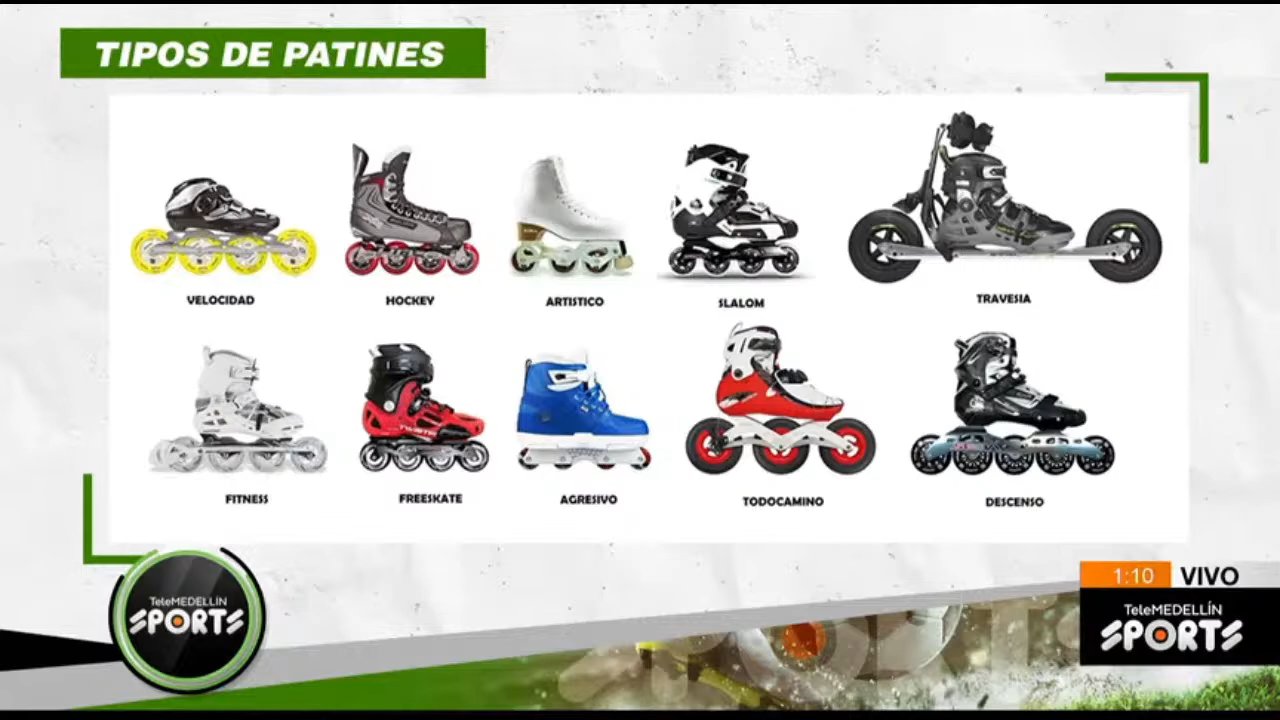 TIPOS DE PATINES
VELOCIDAD
HOCKEY
ARTISTICO
SLALOM
TRAVESIA
FITNESS
FREESKATE
AGRESIVO
TODOCAMINO
DESCENSO
TeleMEDELLÍN
SPORTS
1:10 VIVO
TeleMEDELLÍN
SPORTS